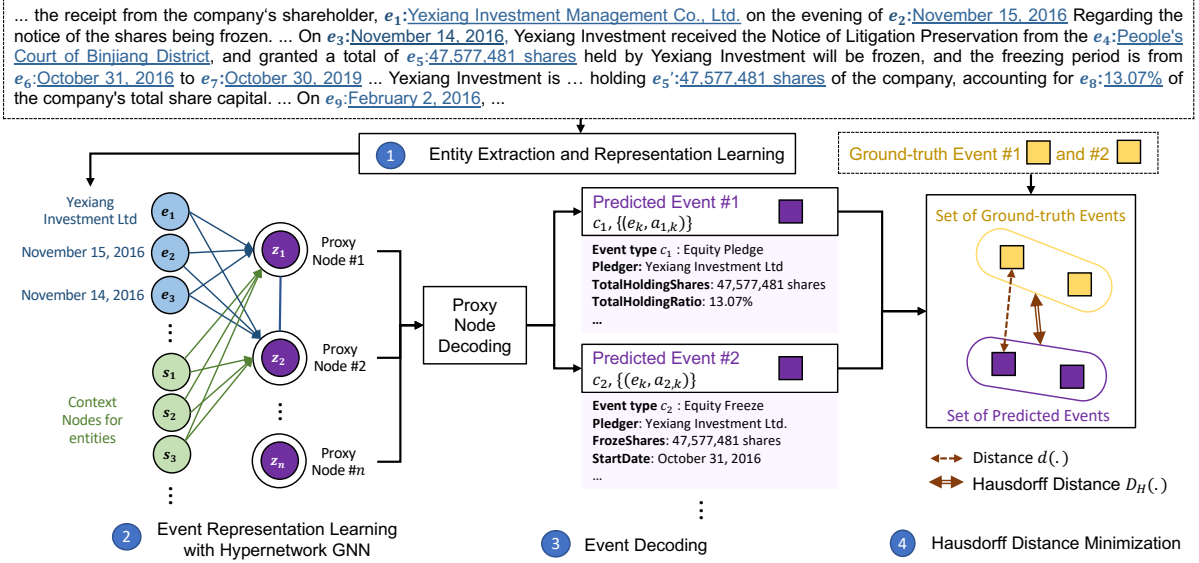 ... the receipt from the company's shareholder, e₁:Yexiang Investment Management Co., Ltd. on the evening of e₂:November 15, 2016 Regarding the
notice of the shares being frozen. ... On e₃:November 14, 2016, Yexiang Investment received the Notice of Litigation Preservation from the e₄:People's
Court of Binjiang District, and granted a total of e₅:47,577,481 shares held by Yexiang Investment will be frozen, and the freezing period is from
e₆:October 31, 2016 to e₇:October 30, 2019 ... Yexiang Investment is ... holding e₅':47,577,481 shares of the company, accounting for e₈:13.07% of
the company's total share capital. ... On e₉:February 2, 2016, ...
1 Entity Extraction and Representation Learning
Ground-truth Event #1 and #2
Yexiang
Investment Ltd
November 15, 2016
November 14, 2016
Context
Nodes for
entities
e₁
e₂
e₃
s₁
s₂
s₃
z₁
z₂
zₙ
Proxy
Node #1
Proxy
Node #2
Proxy
Node #n
Proxy
Node
Decoding
Predicted Event #1
c₁, {(eₖ, a₁,ₖ)}
Event type c₁ : Equity Pledge
Pledger: Yexiang Investment Ltd
TotalHoldingShares: 47,577,481 shares
TotalHoldingRatio: 13.07%
...
Predicted Event #2
c₂, {(eₖ, a₂,ₖ)}
Event type c₂ : Equity Freeze
Pledger: Yexiang Investment Ltd.
FrozeShares: 47,577,481 shares
StartDate: October 31, 2016
...
Set of Ground-truth Events
Set of Predicted Events
Distance d(.)
Hausdorff Distance D_H(.)
2 Event Representation Learning
with Hypernetwork GNN
3 Event Decoding
4 Hausdorff Distance Minimization